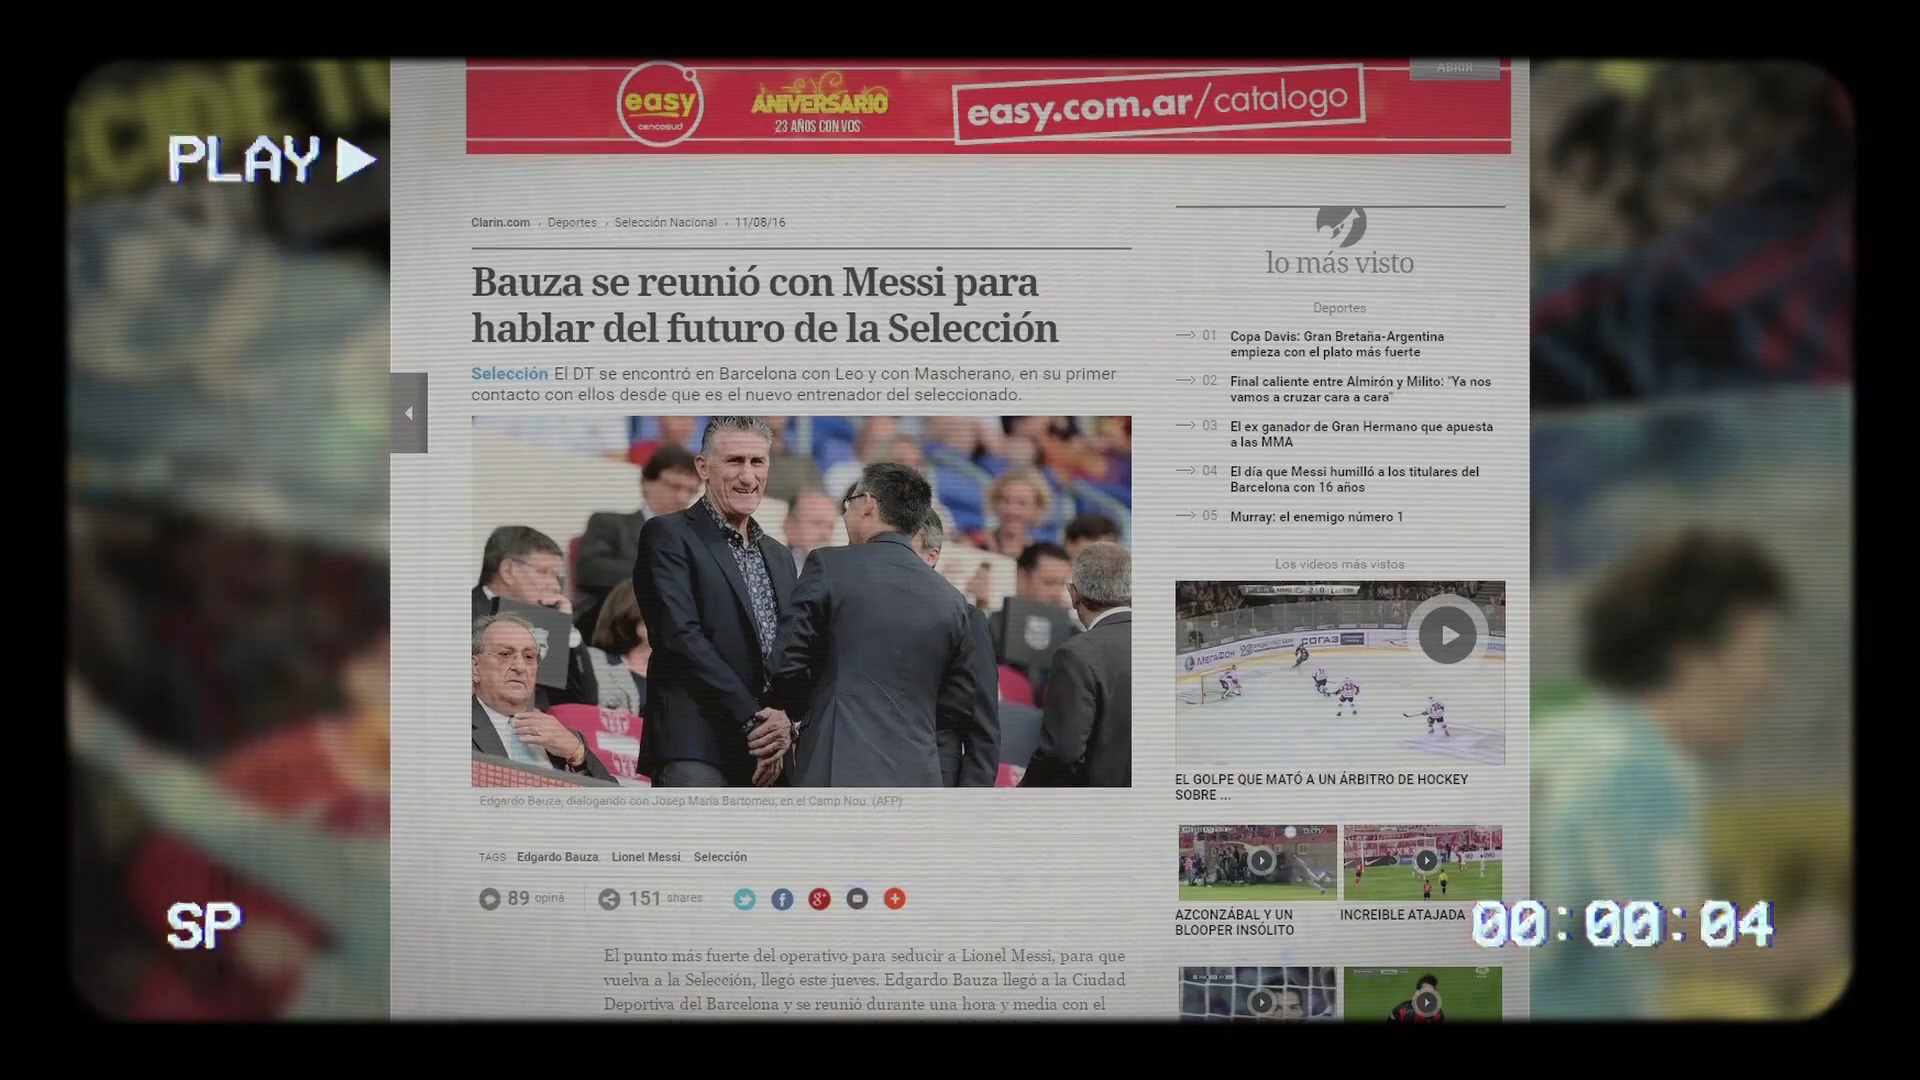 ABRIR
easy
cencosud
ANIVERSARIO
23 AÑOS CON VOS
easy.com.ar/catalogo
PLAY
Clarin.com › Deportes › Selección Nacional › 11/08/16
Bauza se reunió con Messi para
hablar del futuro de la Selección
Selección El DT se encontró en Barcelona con Leo y con Mascherano, en su primer
contacto con ellos desde que es el nuevo entrenador del seleccionado.
Edgardo Bauza, dialogando con Josep María Bartomeu, en el Camp Nou. (AFP)
TAGS Edgardo Bauza, Lionel Messi, Selección
89 opiná 151 shares
El punto más fuerte del operativo para seducir a Lionel Messi, para que
vuelva a la Selección, llegó este jueves. Edgardo Bauza llegó a la Ciudad
Deportiva del Barcelona y se reunió durante una hora y media con el
lo más visto
Deportes
01 Copa Davis: Gran Bretaña-Argentina
empieza con el plato más fuerte
02 Final caliente entre Almirón y Milito: "Ya nos
vamos a cruzar cara a cara"
03 El ex ganador de Gran Hermano que apuesta
a las MMA
04 El día que Messi humilló a los titulares del
Barcelona con 16 años
05 Murray: el enemigo número 1
Los videos más vistos
МегаФон
СОГАЗ
EL GOLPE QUE MATÓ A UN ÁRBITRO DE HOCKEY
SOBRE ...
AZCONZÁBAL Y UN
BLOOPER INSÓLITO
INCREIBLE ATAJADA
SP
00:00:04